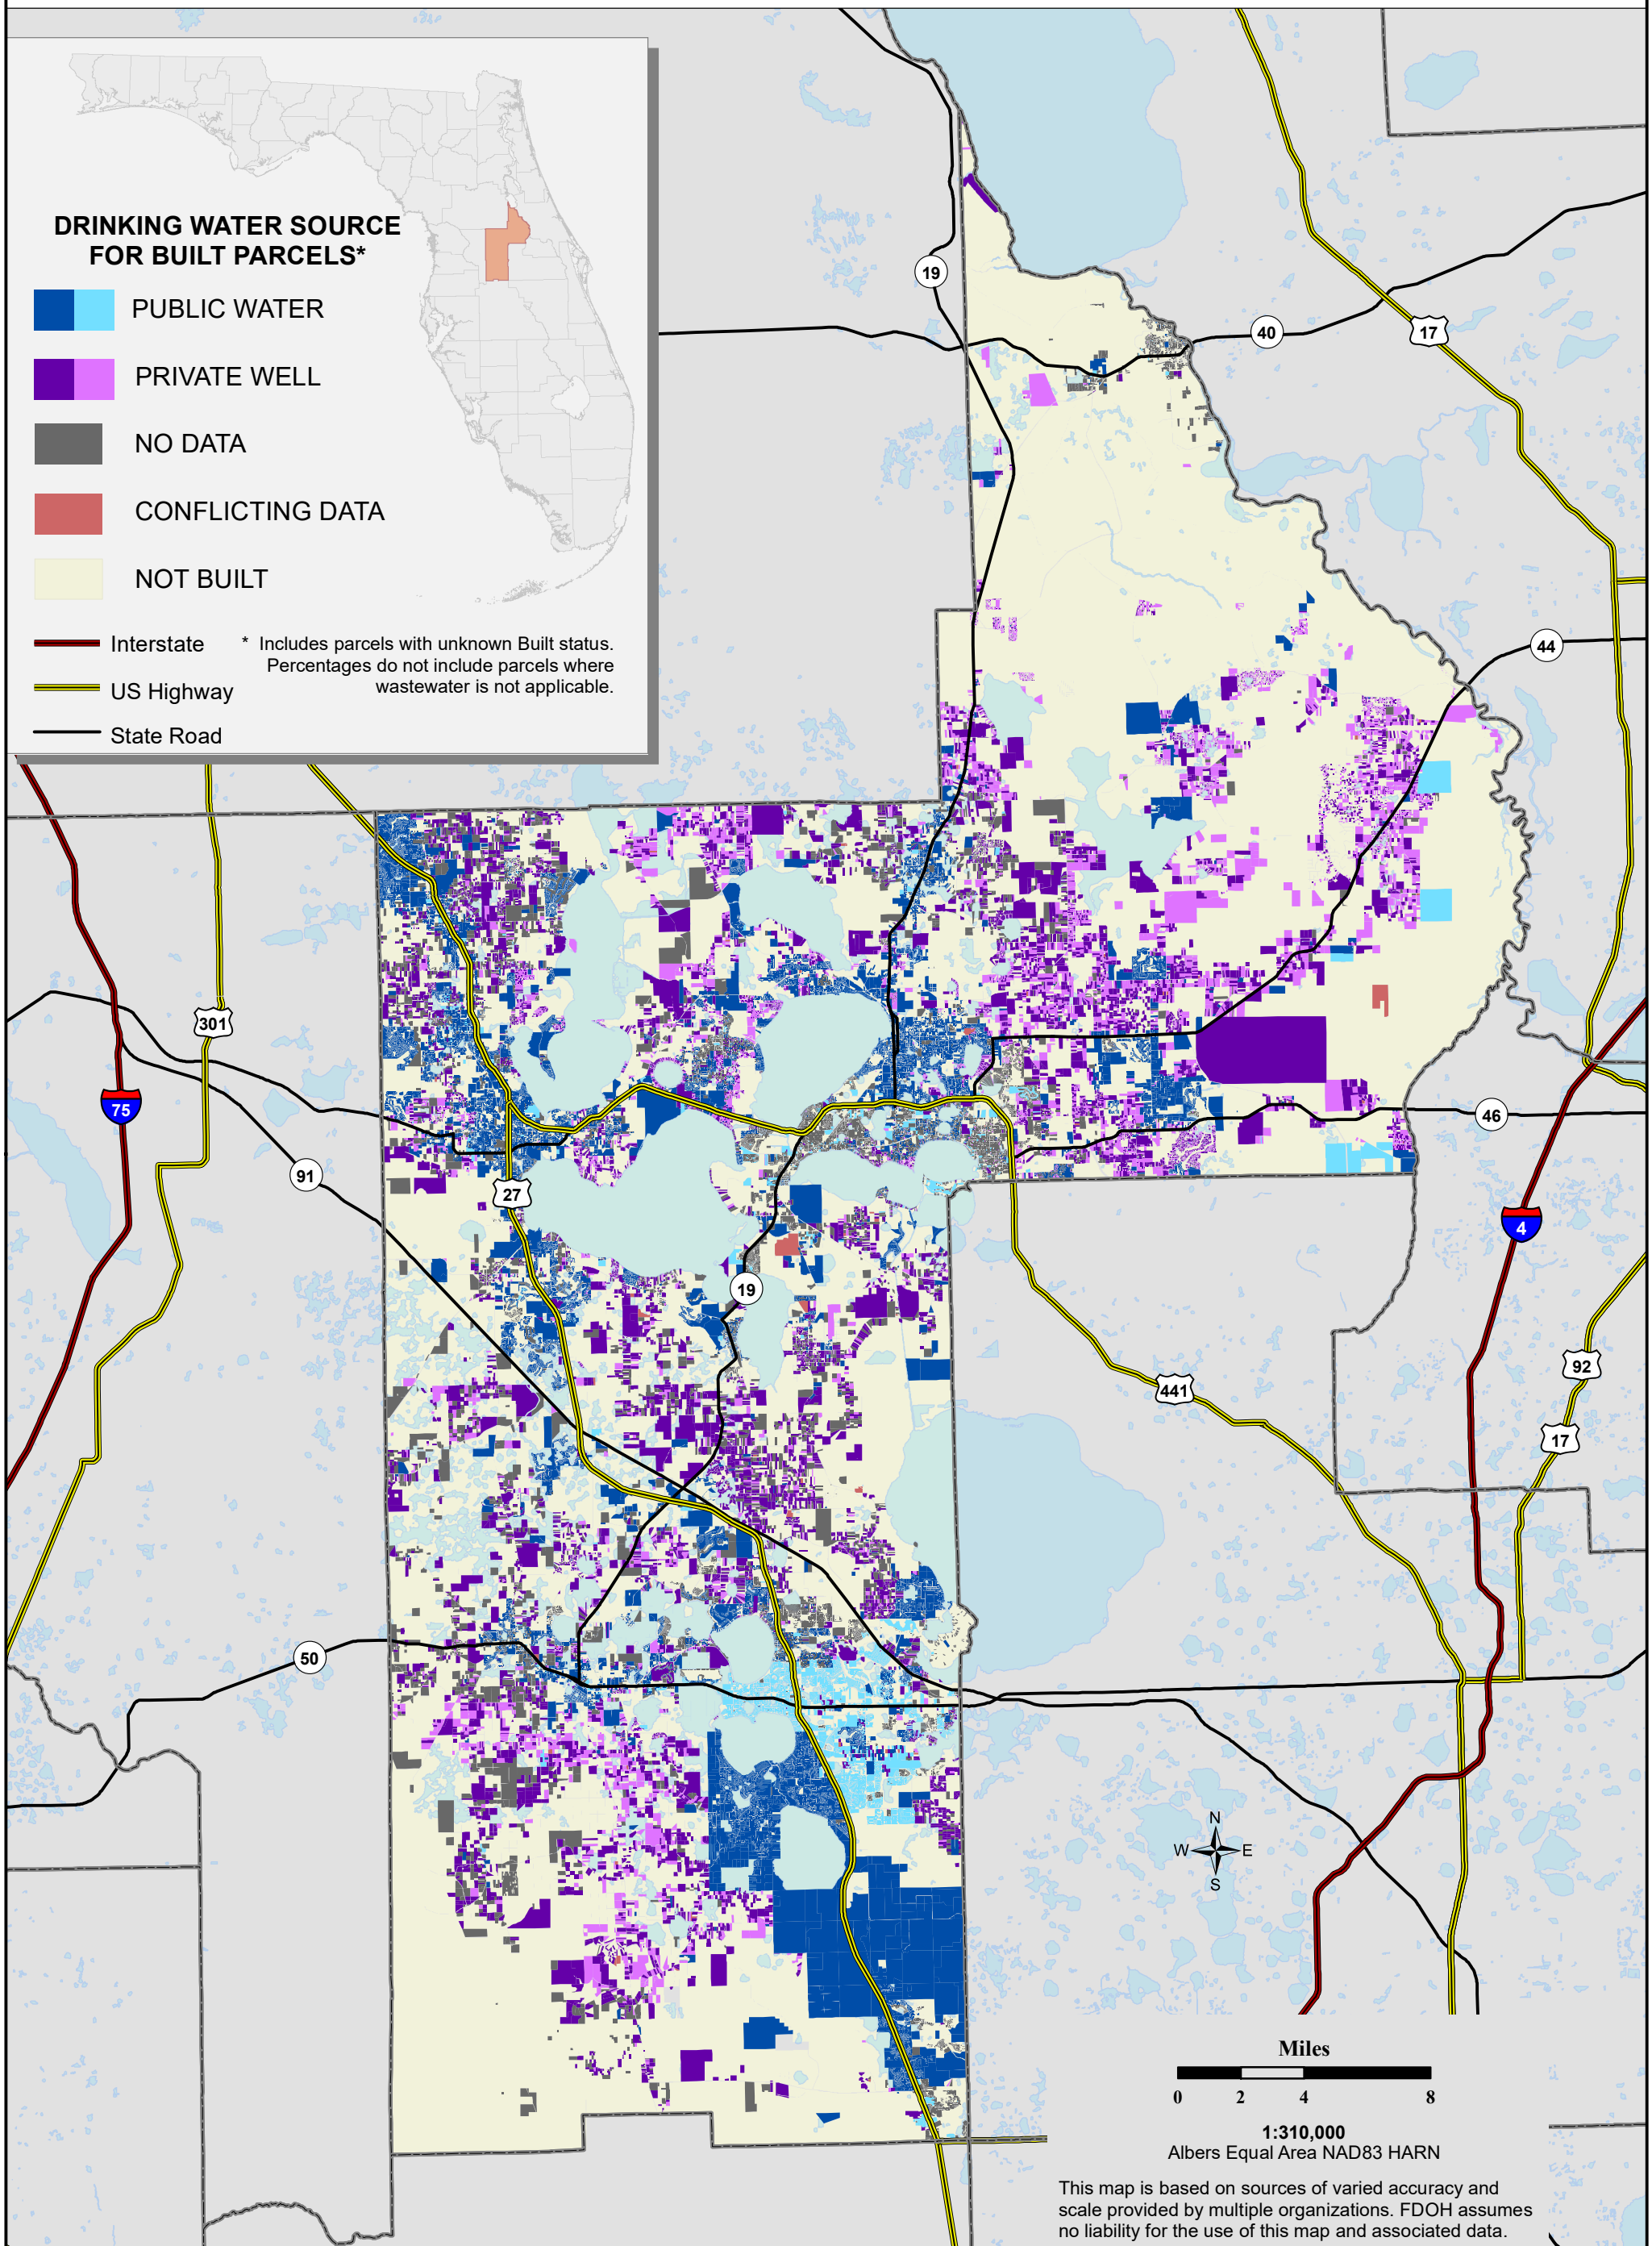 DRINKING WATER SOURCE
FOR BUILT PARCELS*
PUBLIC WATER
PRIVATE WELL
NO DATA
CONFLICTING DATA
NOT BUILT
Interstate
US Highway
State Road
* Includes parcels with unknown Built status.
Percentages do not include parcels where
wastewater is not applicable.
19
40
17
44
301
75
46
91
27
4
19
92
441
17
50
N
W E
S
Miles
0 2 4 8
1:310,000
Albers Equal Area NAD83 HARN
This map is based on sources of varied accuracy and
scale provided by multiple organizations. FDOH assumes
no liability for the use of this map and associated data.